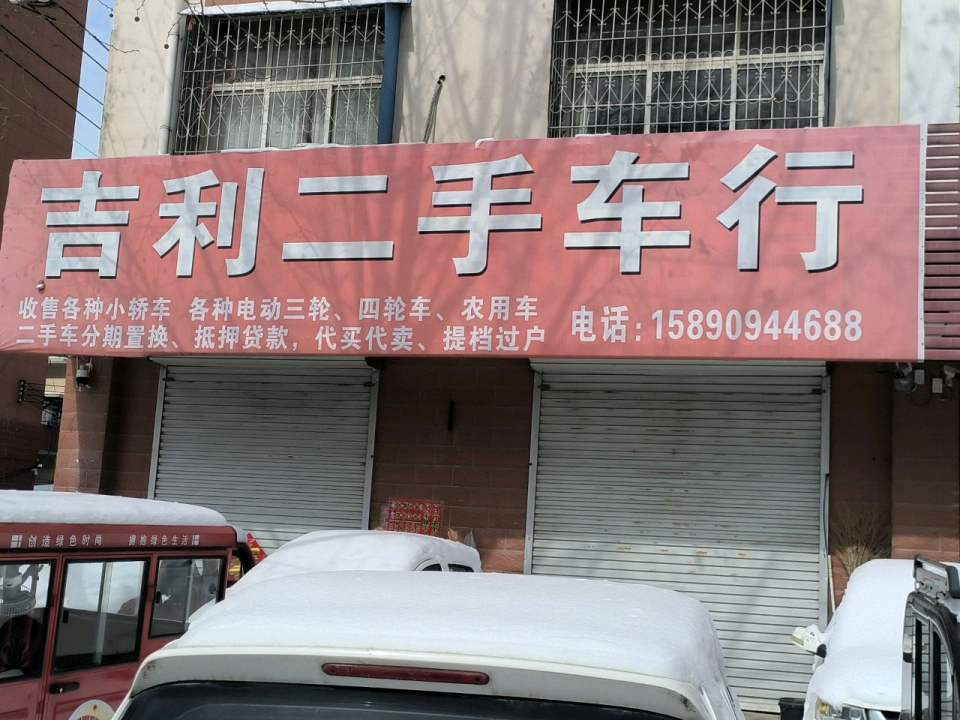 吉利二手车行
收售各种小轿车 各种电动三轮、四轮车、农用车
二手车分期置换、抵押贷款，代买代卖、提档过户
电话：15890944688
创造绿色时尚 拥抱绿色生活